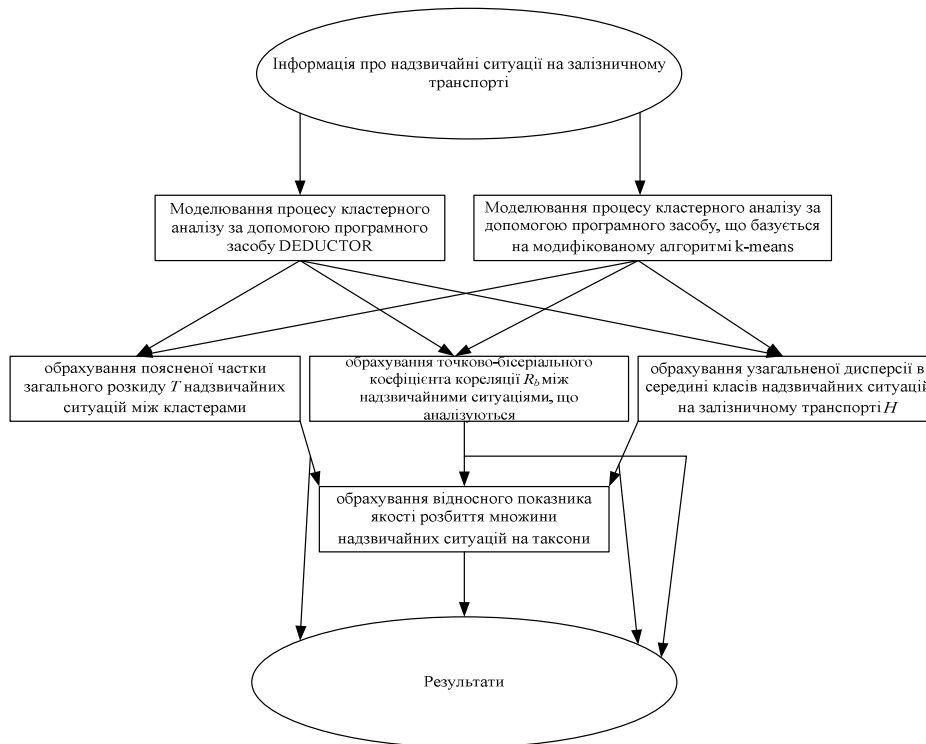 Інформація про надзвичайні ситуації на залізничному
транспорті
Моделювання процесу кластерного
аналізу за допомогою програмного
засобу DEDUCTOR
Моделювання процесу кластерного аналізу за
допомогою програмного засобу, що базується
на модифікованому алгоритмі k-means
обрахування поясненої частки
загального розкиду T надзвичайних
ситуацій між кластерами
обрахування точково-бісеріального
коефіцієнта кореляції Rb між
надзвичайними ситуаціями, що
аналізуються
обрахування узагальненої дисперсії в
середині класів надзвичайних ситуацій
на залізничному транспорті H
обрахування відносного показника
якості розбиття множини
надзвичайних ситуацій на таксони
Результати